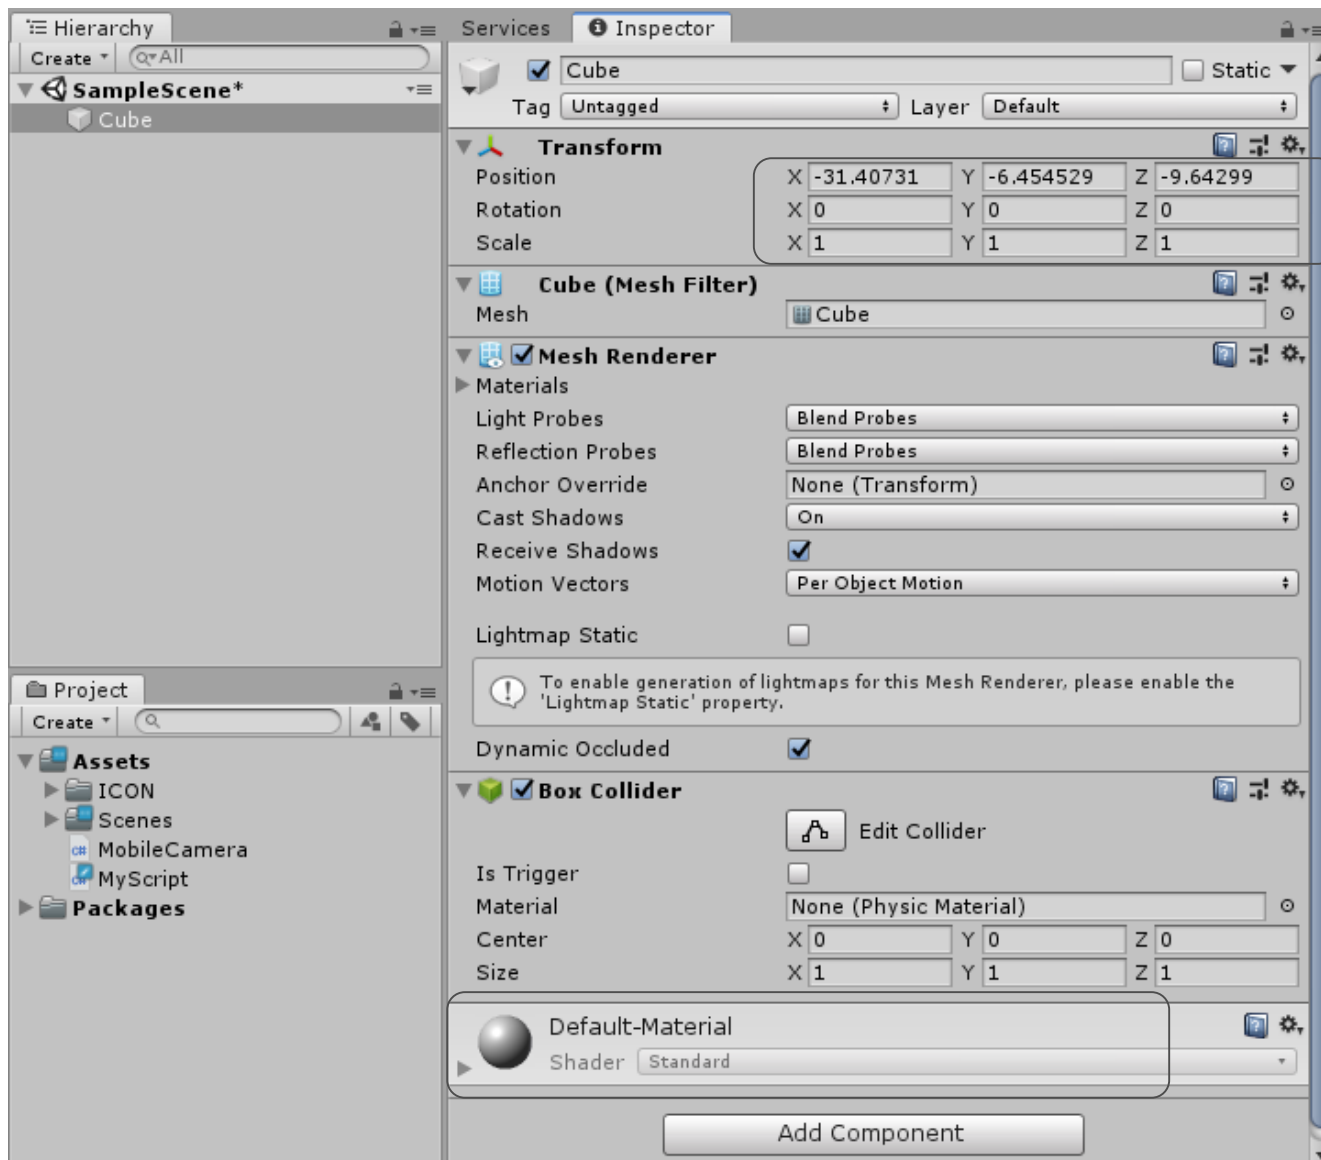 Hierarchy
Create
All
SampleScene*
Cube
Project
Create
Assets
ICON
Scenes
C# MobileCamera
C# MyScript
Packages
Services
Inspector
Cube
Static
Tag Untagged Layer Default
Transform
Position X -31.40731 Y -6.454529 Z -9.64299
Rotation X 0 Y 0 Z 0
Scale X 1 Y 1 Z 1
Cube (Mesh Filter)
Mesh Cube
Mesh Renderer
Materials
Light Probes Blend Probes
Reflection Probes Blend Probes
Anchor Override None (Transform)
Cast Shadows On
Receive Shadows
Motion Vectors Per Object Motion
Lightmap Static
To enable generation of lightmaps for this Mesh Renderer, please enable the
'Lightmap Static' property.
Dynamic Occluded
Box Collider
Edit Collider
Is Trigger
Material None (Physic Material)
Center X 0 Y 0 Z 0
Size X 1 Y 1 Z 1
Default-Material
Shader Standard
Add Component